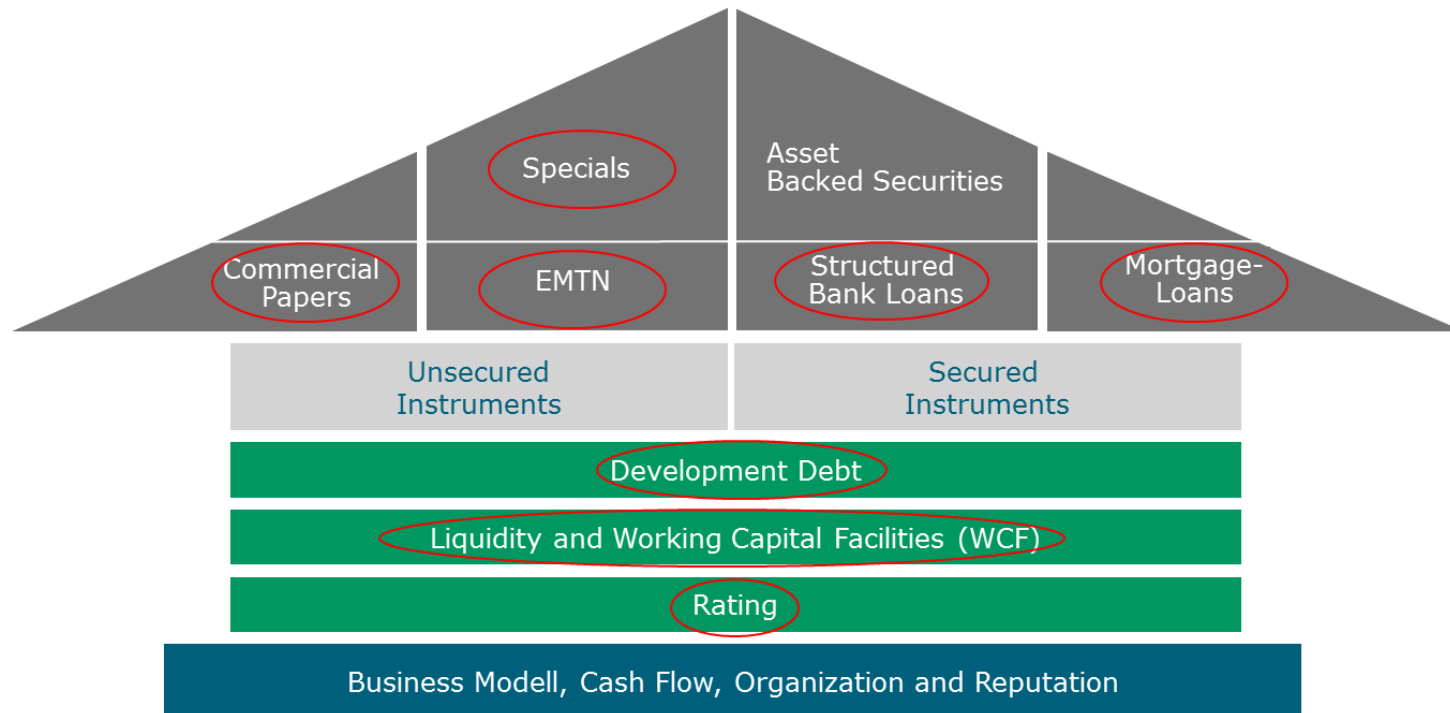 Specials
Asset
Backed Securities
Commercial
Papers
EMTN
Structured
Bank Loans
Mortgage-
Loans
Unsecured
Instruments
Secured
Instruments
Development Debt
Liquidity and Working Capital Facilities (WCF)
Rating
Business Modell, Cash Flow, Organization and Reputation